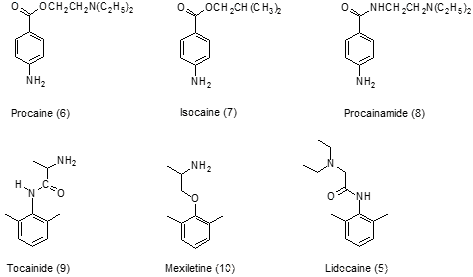 O OCH₂CH₂N(C₂H₅)₂
NH₂
Procaine (6)
O OCH₂CH(CH₃)₂
NH₂
Isocaine (7)
O NHCH₂CH₂N(C₂H₅)₂
NH₂
Procainamide (8)
NH₂
H C O
N
Tocainide (9)
NH₂
O
Mexiletine (10)
N
O NH
Lidocaine (5)